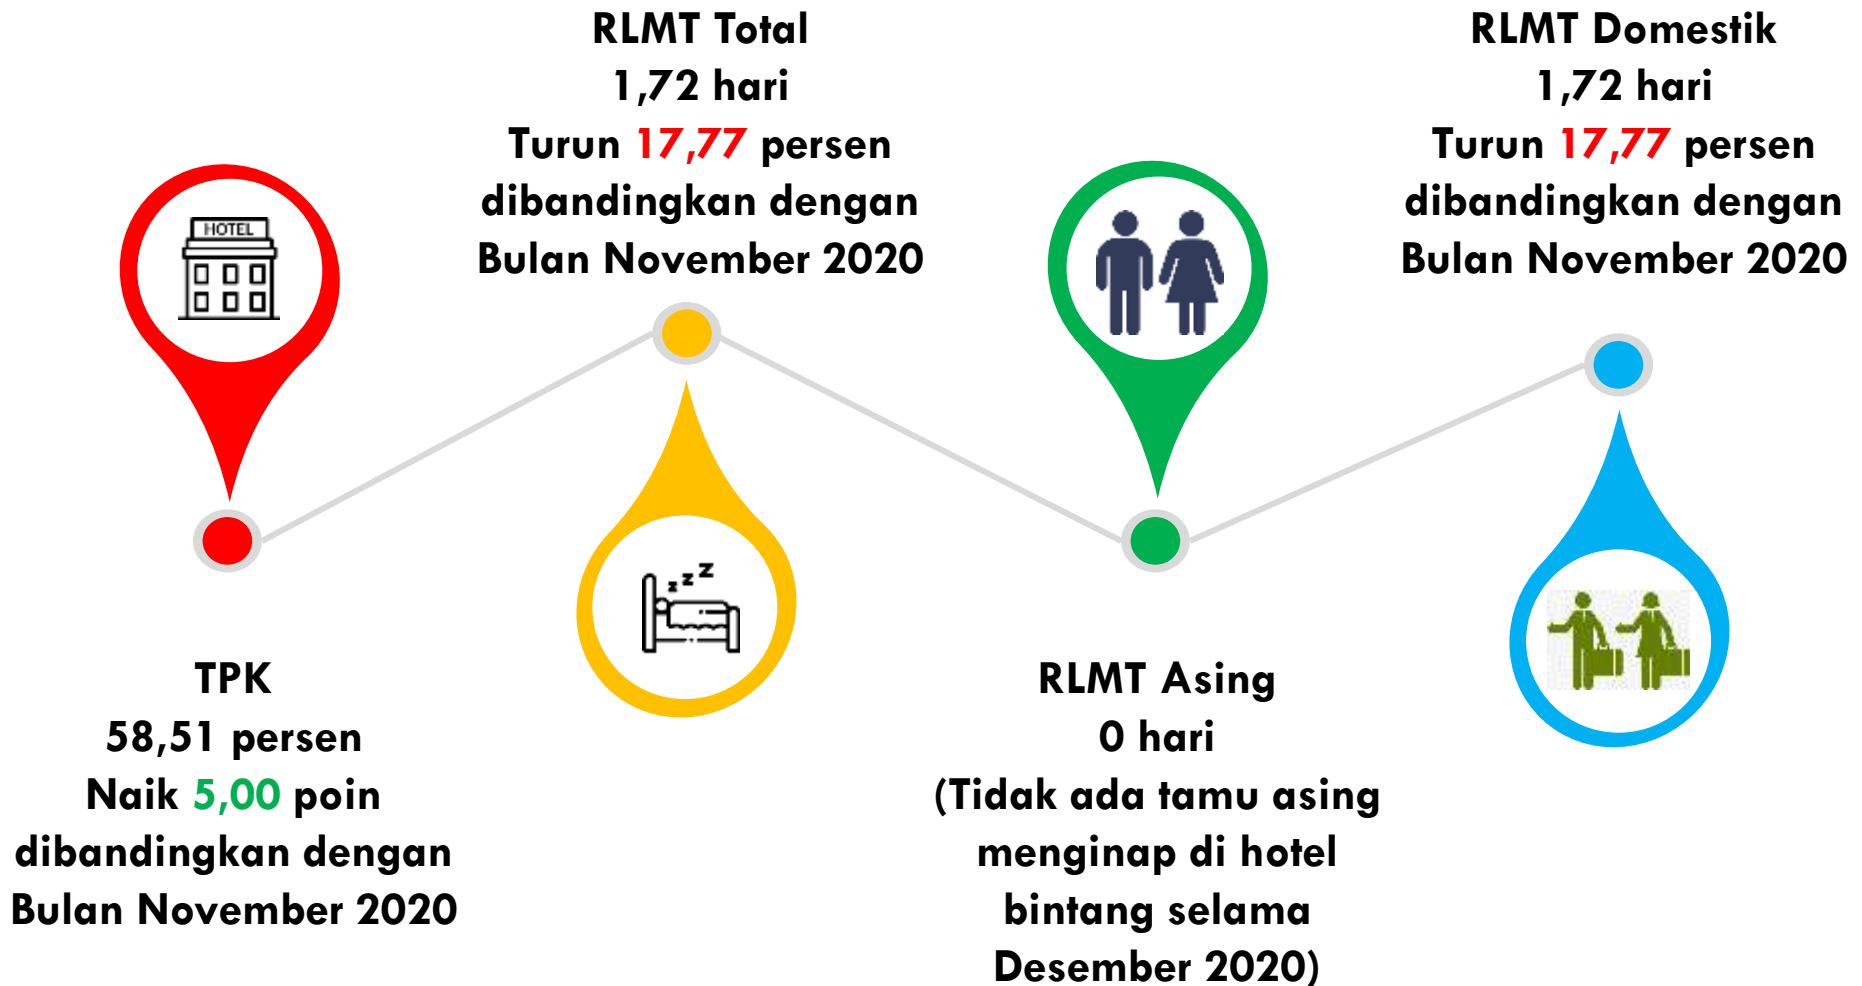 HOTEL
TPK
58,51 persen
Naik 5,00 poin
dibandingkan dengan
Bulan November 2020
RLMT Total
1,72 hari
Turun 17,77 persen
dibandingkan dengan
Bulan November 2020
z z Z
RLMT Asing
0 hari
(Tidak ada tamu asing
menginap di hotel
bintang selama
Desember 2020)
RLMT Domestik
1,72 hari
Turun 17,77 persen
dibandingkan dengan
Bulan November 2020